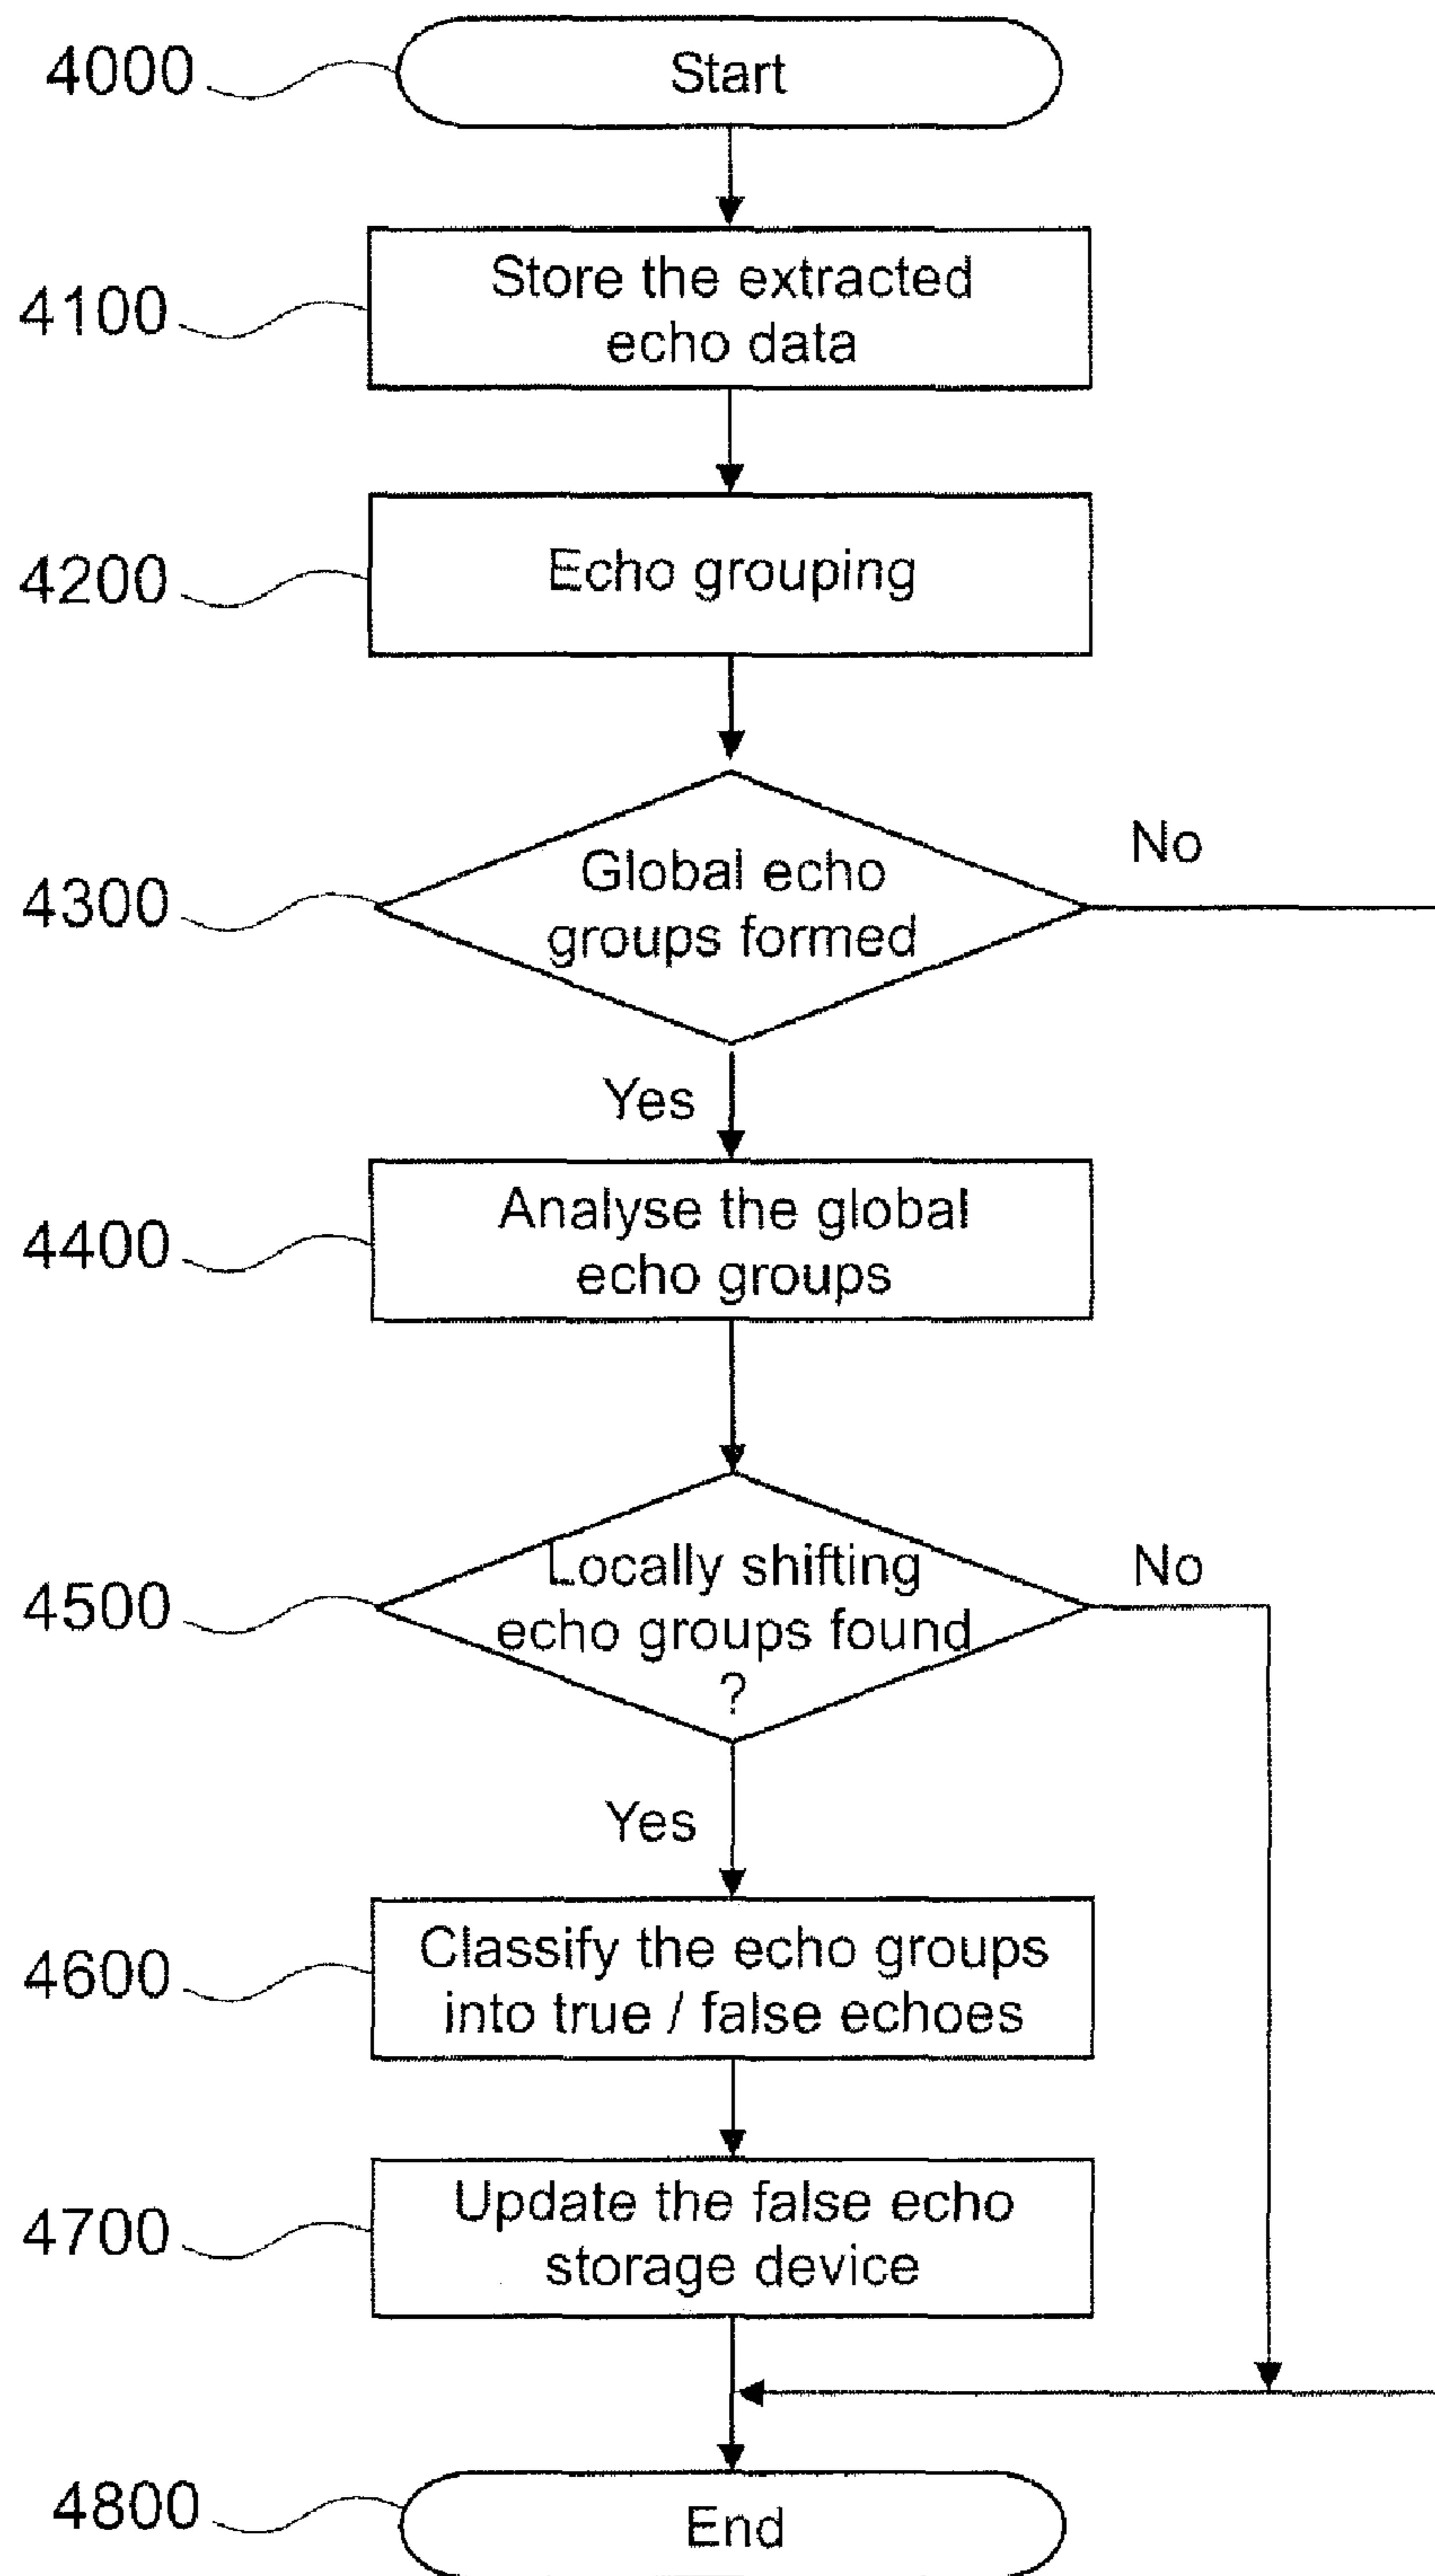 4000
Start
4100
Store the extracted
echo data
4200
Echo grouping
4300
Global echo
groups formed
No
Yes
4400
Analyse the global
echo groups
4500
Locally shifting
echo groups found
?
No
Yes
4600
Classify the echo groups
into true / false echoes
4700
Update the false echo
storage device
4800
End